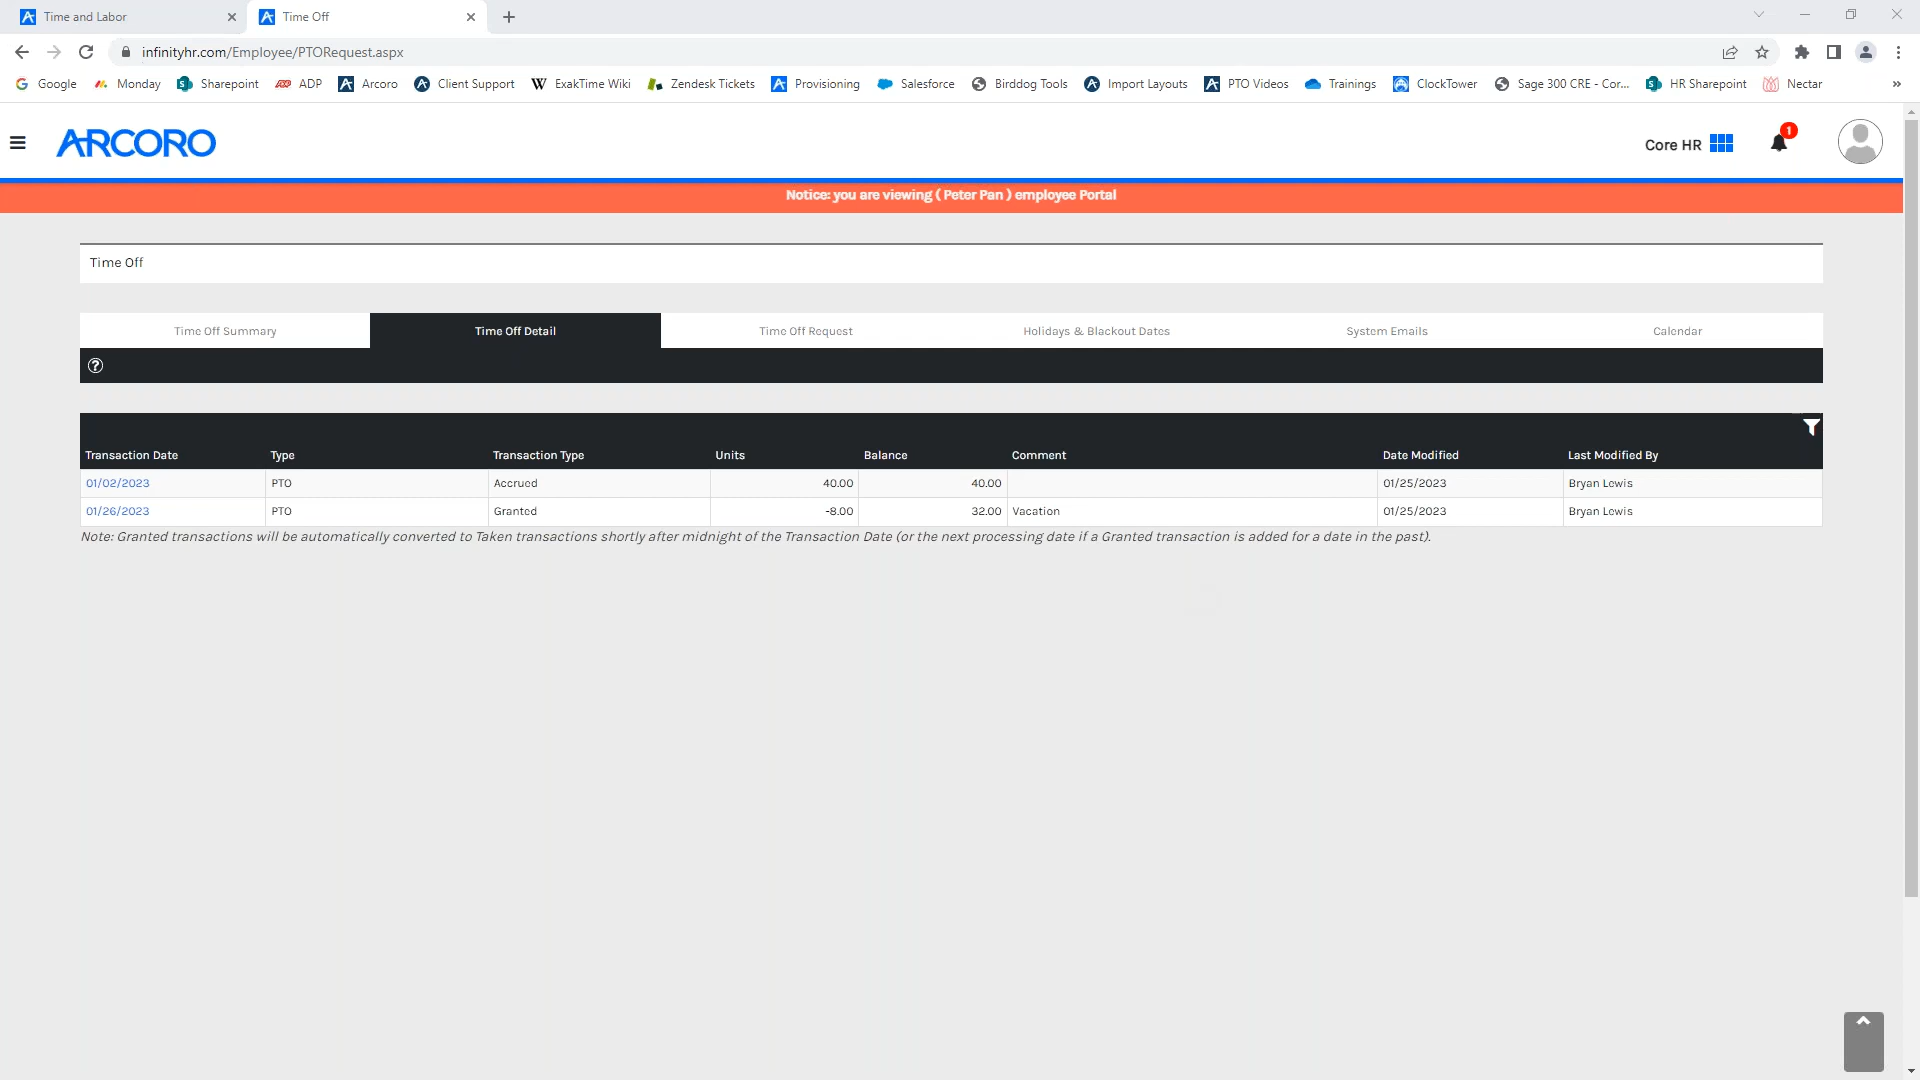 Time and Labor
Time Off
infinityhr.com/Employee/PTORequest.aspx
Google Monday Sharepoint ADP Arcoro Client Support ExakTime Wiki Zendesk Tickets Provisioning Salesforce Birddog Tools Import Layouts PTO Videos Trainings ClockTower Sage 300 CRE - Cor... HR Sharepoint Nectar »
ARCORO
Core HR
1
Notice: you are viewing ( Peter Pan ) employee Portal
Time Off
Time Off Summary Time Off Detail Time Off Request Holidays & Blackout Dates System Emails Calendar
?
Transaction Date Type Transaction Type Units Balance Comment Date Modified Last Modified By
01/02/2023 PTO Accrued 40.00 40.00 01/25/2023 Bryan Lewis
01/26/2023 PTO Granted -8.00 32.00 Vacation 01/25/2023 Bryan Lewis
Note: Granted transactions will be automatically converted to Taken transactions shortly after midnight of the Transaction Date (or the next processing date if a Granted transaction is added for a date in the past).